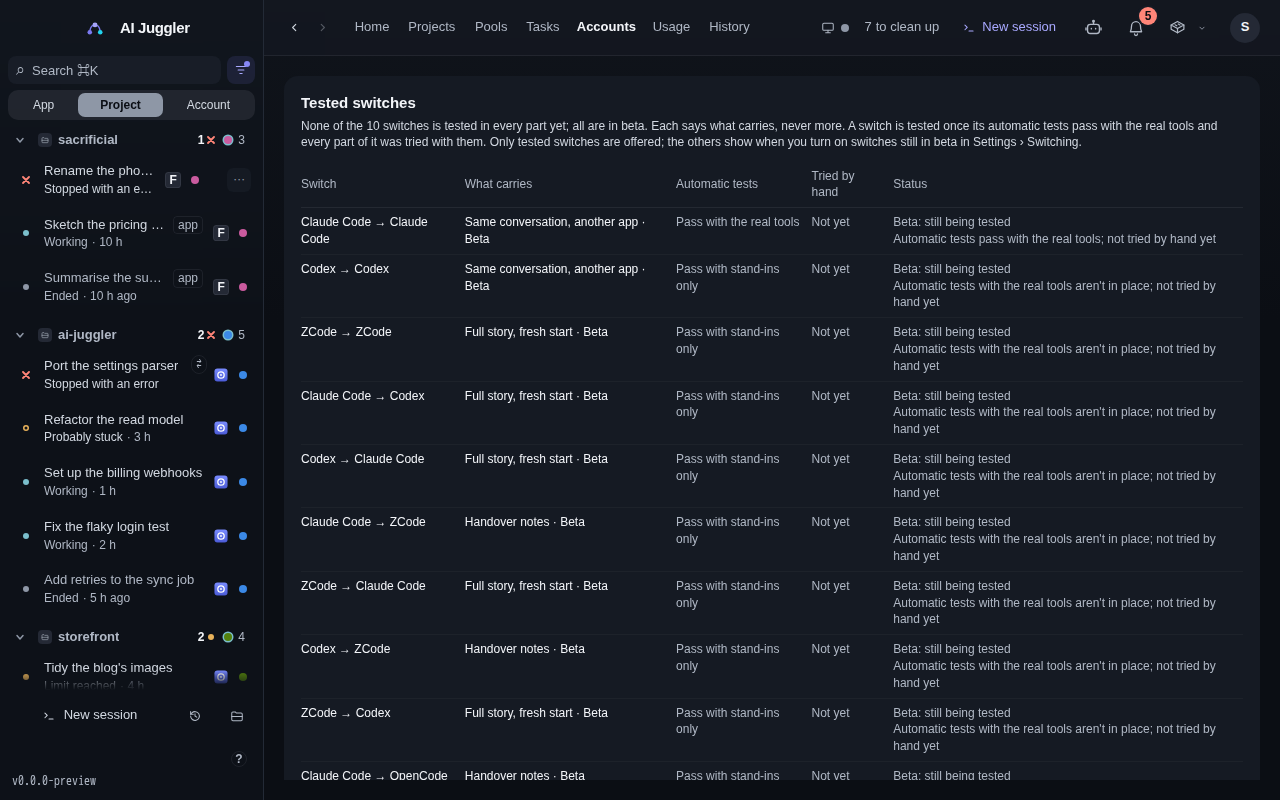 AI Juggler
Search ⌘K
App Project Account
sacrificial 1 3
Rename the pho…
Stopped with an e… F
Sketch the pricing … app
Working · 10 h F
Summarise the su… app
Ended · 10 h ago F
ai-juggler 2 5
Port the settings parser
Stopped with an error
Refactor the read model
Probably stuck · 3 h
Set up the billing webhooks
Working · 1 h
Fix the flaky login test
Working · 2 h
Add retries to the sync job
Ended · 5 h ago
storefront 2 4
Tidy the blog's images
Limit reached · 4 h
New session
?
v0.0.0-preview
Home Projects Pools Tasks Accounts Usage History 7 to clean up New session 5 S
Tested switches
None of the 10 switches is tested in every part yet; all are in beta. Each says what carries, never more. A switch is tested once its automatic tests pass with the real tools and
every part of it was tried with them. Only tested switches are offered; the others show when you turn on switches still in beta in Settings › Switching.
Switch What carries Automatic tests Tried by hand Status
Claude Code → Claude Code Same conversation, another app · Beta Pass with the real tools Not yet Beta: still being tested
Automatic tests pass with the real tools; not tried by hand yet
Codex → Codex Same conversation, another app · Beta Pass with stand-ins only Not yet Beta: still being tested
Automatic tests with the real tools aren't in place; not tried by hand yet
ZCode → ZCode Full story, fresh start · Beta Pass with stand-ins only Not yet Beta: still being tested
Automatic tests with the real tools aren't in place; not tried by hand yet
Claude Code → Codex Full story, fresh start · Beta Pass with stand-ins only Not yet Beta: still being tested
Automatic tests with the real tools aren't in place; not tried by hand yet
Codex → Claude Code Full story, fresh start · Beta Pass with stand-ins only Not yet Beta: still being tested
Automatic tests with the real tools aren't in place; not tried by hand yet
Claude Code → ZCode Handover notes · Beta Pass with stand-ins only Not yet Beta: still being tested
Automatic tests with the real tools aren't in place; not tried by hand yet
ZCode → Claude Code Full story, fresh start · Beta Pass with stand-ins only Not yet Beta: still being tested
Automatic tests with the real tools aren't in place; not tried by hand yet
Codex → ZCode Handover notes · Beta Pass with stand-ins only Not yet Beta: still being tested
Automatic tests with the real tools aren't in place; not tried by hand yet
ZCode → Codex Full story, fresh start · Beta Pass with stand-ins only Not yet Beta: still being tested
Automatic tests with the real tools aren't in place; not tried by hand yet
Claude Code → OpenCode Handover notes · Beta Pass with stand-ins Not yet Beta: still being tested